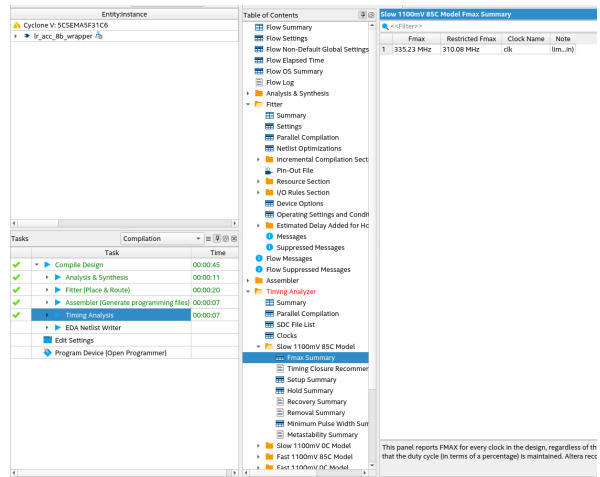 Entity:Instance
Cyclone V: 5CSEMA5F31C6
lr_acc_8b_wrapper
Tasks
Compilation
Task
Time
Compile Design
00:00:45
Analysis & Synthesis
00:00:11
Fitter (Place & Route)
00:00:20
Assembler (Generate programming files)
00:00:07
Timing Analysis
00:00:07
EDA Netlist Writer
Edit Settings
Program Device (Open Programmer)
Table of Contents
Flow Summary
Flow Settings
Flow Non-Default Global Settings
Flow Elapsed Time
Flow OS Summary
Flow Log
Analysis & Synthesis
Fitter
Summary
Settings
Parallel Compilation
Netlist Optimizations
Incremental Compilation Sect
Pin-Out File
Resource Section
I/O Rules Section
Device Options
Operating Settings and Condit
Estimated Delay Added for Ho
Messages
Suppressed Messages
Flow Messages
Flow Suppressed Messages
Assembler
Timing Analyzer
Summary
Parallel Compilation
SDC File List
Clocks
Slow 1100mV 85C Model
Fmax Summary
Timing Closure Recommer
Setup Summary
Hold Summary
Recovery Summary
Removal Summary
Minimum Pulse Width Sum
Metastability Summary
Slow 1100mV 0C Model
Fast 1100mV 85C Model
Fast 1100mV 0C Model
Slow 1100mV 85C Model Fmax Summary
<<Filter>>
Fmax
Restricted Fmax
Clock Name
Note
1
335.23 MHz
310.08 MHz
clk
(im...in)
This panel reports FMAX for every clock in the design, regardless of th
that the duty cycle (in terms of a percentage) is maintained. Altera reco